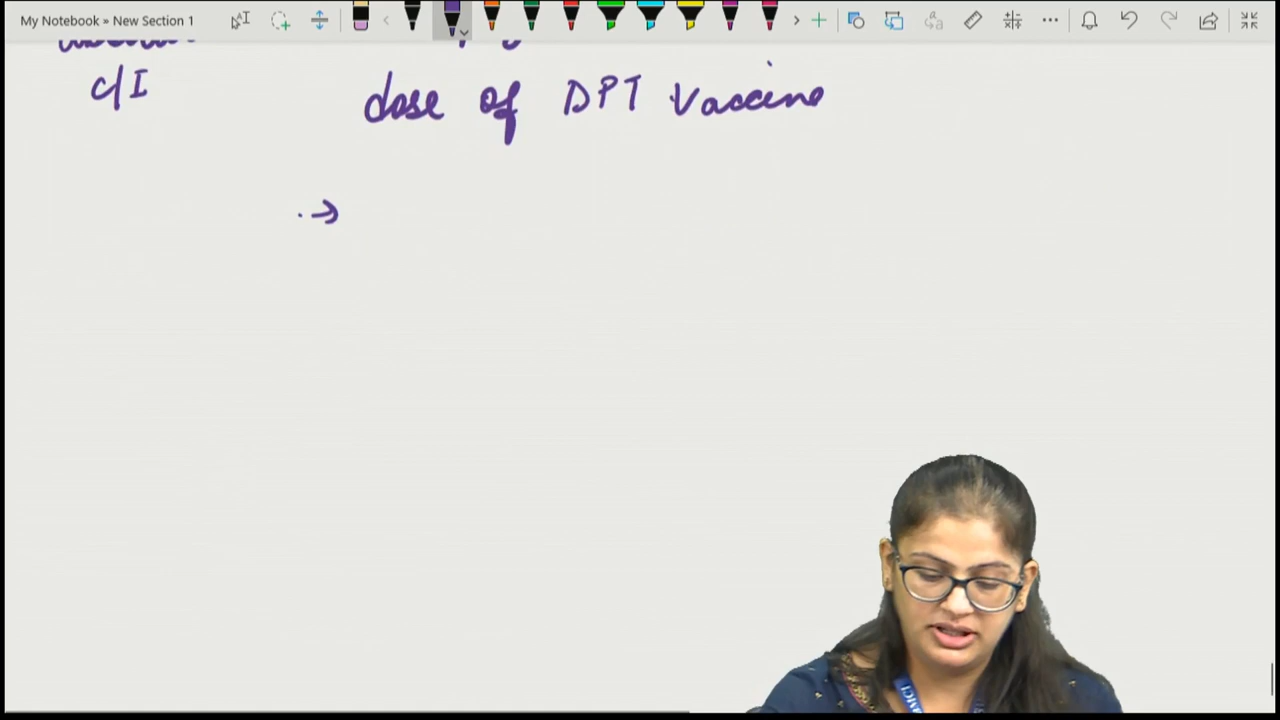 My Notebook » New Section 1
c/I
dose of DPT vaccine
→